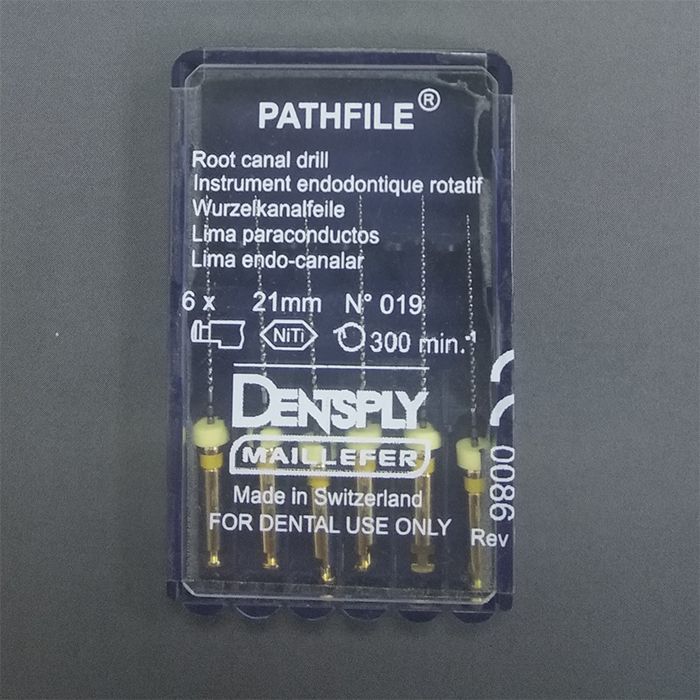 PATHFILE®
Root canal drill
Instrument endodontique rotatif
Wurzelkanalfeile
Lima paraconductos
Lima endo-canalar
6 x 21mm N° 019
NiTi 300 min.-1
DENTSPLY
MAILLEFER
Made in Switzerland
FOR DENTAL USE ONLY
Rev
0086